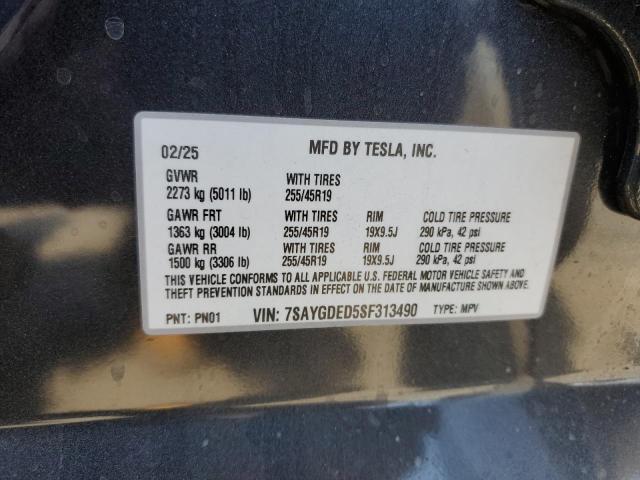 02/25 MFD BY TESLA, INC.
GVWR WITH TIRES
2273 kg (5011 lb) 255/45R19
GAWR FRT WITH TIRES RIM COLD TIRE PRESSURE
1363 kg (3004 lb) 255/45R19 19X9.5J 290 kPa, 42 psi
GAWR RR WITH TIRES RIM COLD TIRE PRESSURE
1500 kg (3306 lb) 255/45R19 19X9.5J 290 kPa, 42 psi
THIS VEHICLE CONFORMS TO ALL APPLICABLE U.S. FEDERAL MOTOR VEHICLE SAFETY AND
THEFT PREVENTION STANDARDS IN EFFECT ON THE DATE OF MANUFACTURE SHOWN ABOVE.
PNT: PN01 VIN: 7SAYGDED5SF313490 TYPE: MPV